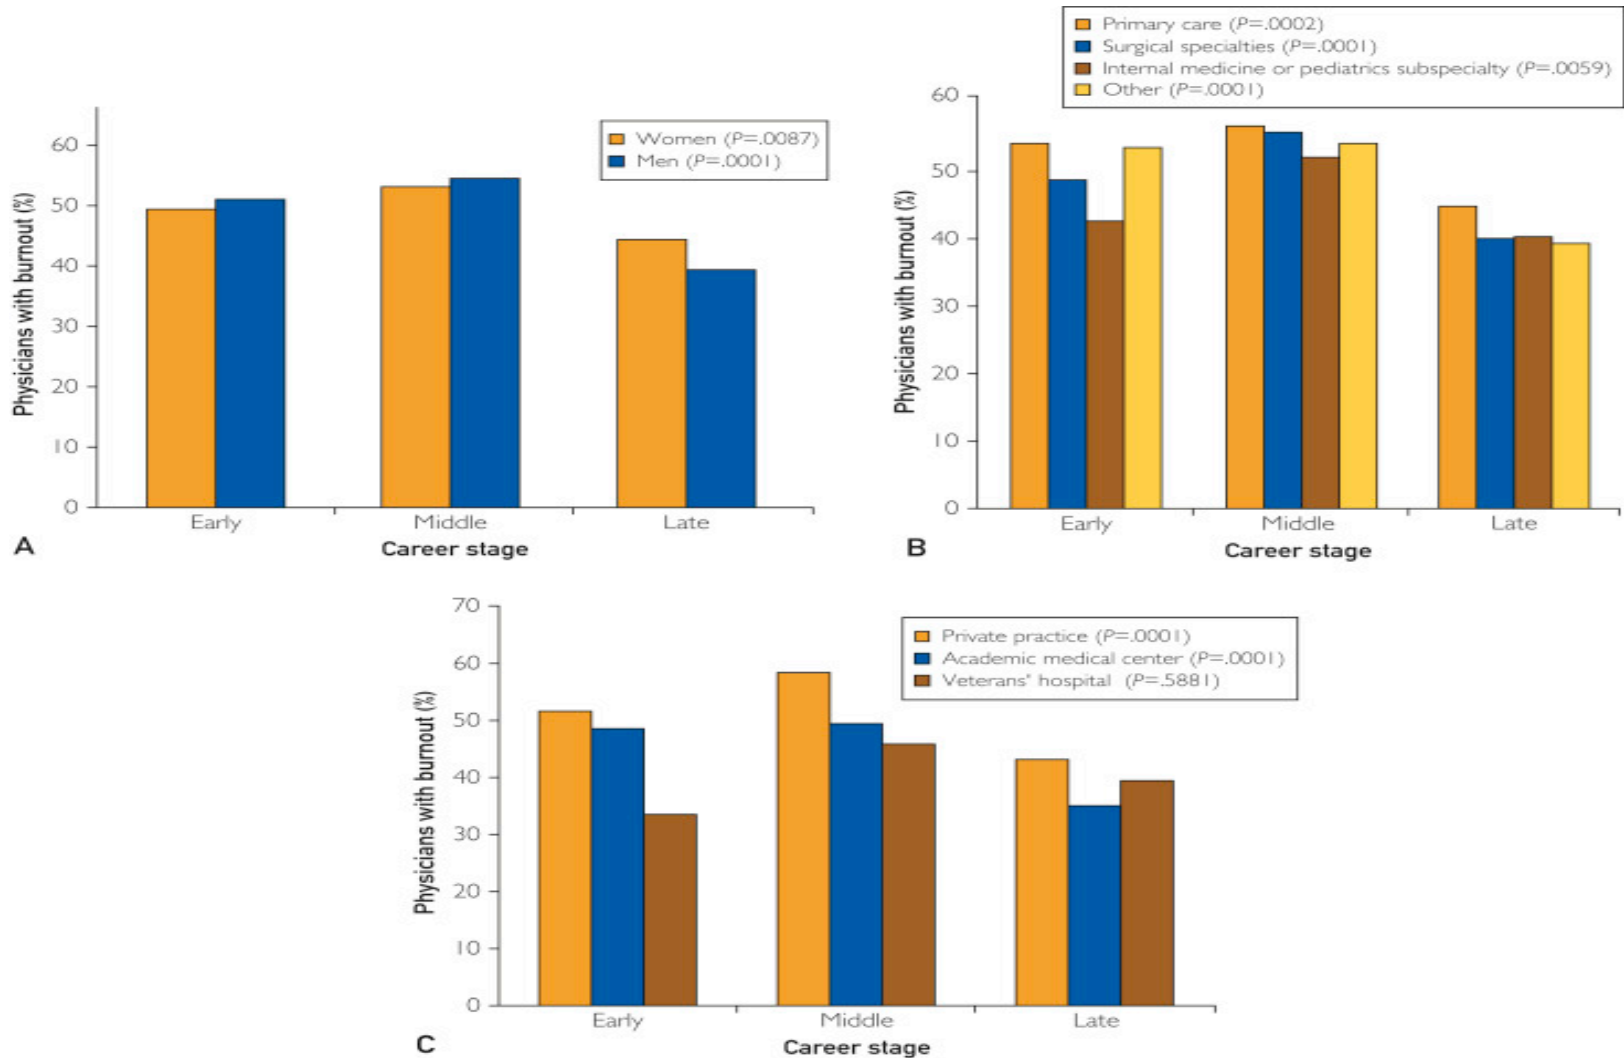 Physicians with burnout (%)
60
50
40
30
20
10
0
Women (P=.0087)
Men (P=.0001)
Early
Middle
Late
Career stage
A
Primary care (P=.0002)
Surgical specialties (P=.0001)
Internal medicine or pediatrics subspecialty (P=.0059)
Other (P=.0001)
Physicians with burnout (%)
60
50
40
30
20
10
0
Early
Middle
Late
Career stage
B
Physicians with burnout (%)
70
60
50
40
30
20
10
0
Private practice (P=.0001)
Academic medical center (P=.0001)
Veterans' hospital (P=.5881)
Early
Middle
Late
Career stage
C